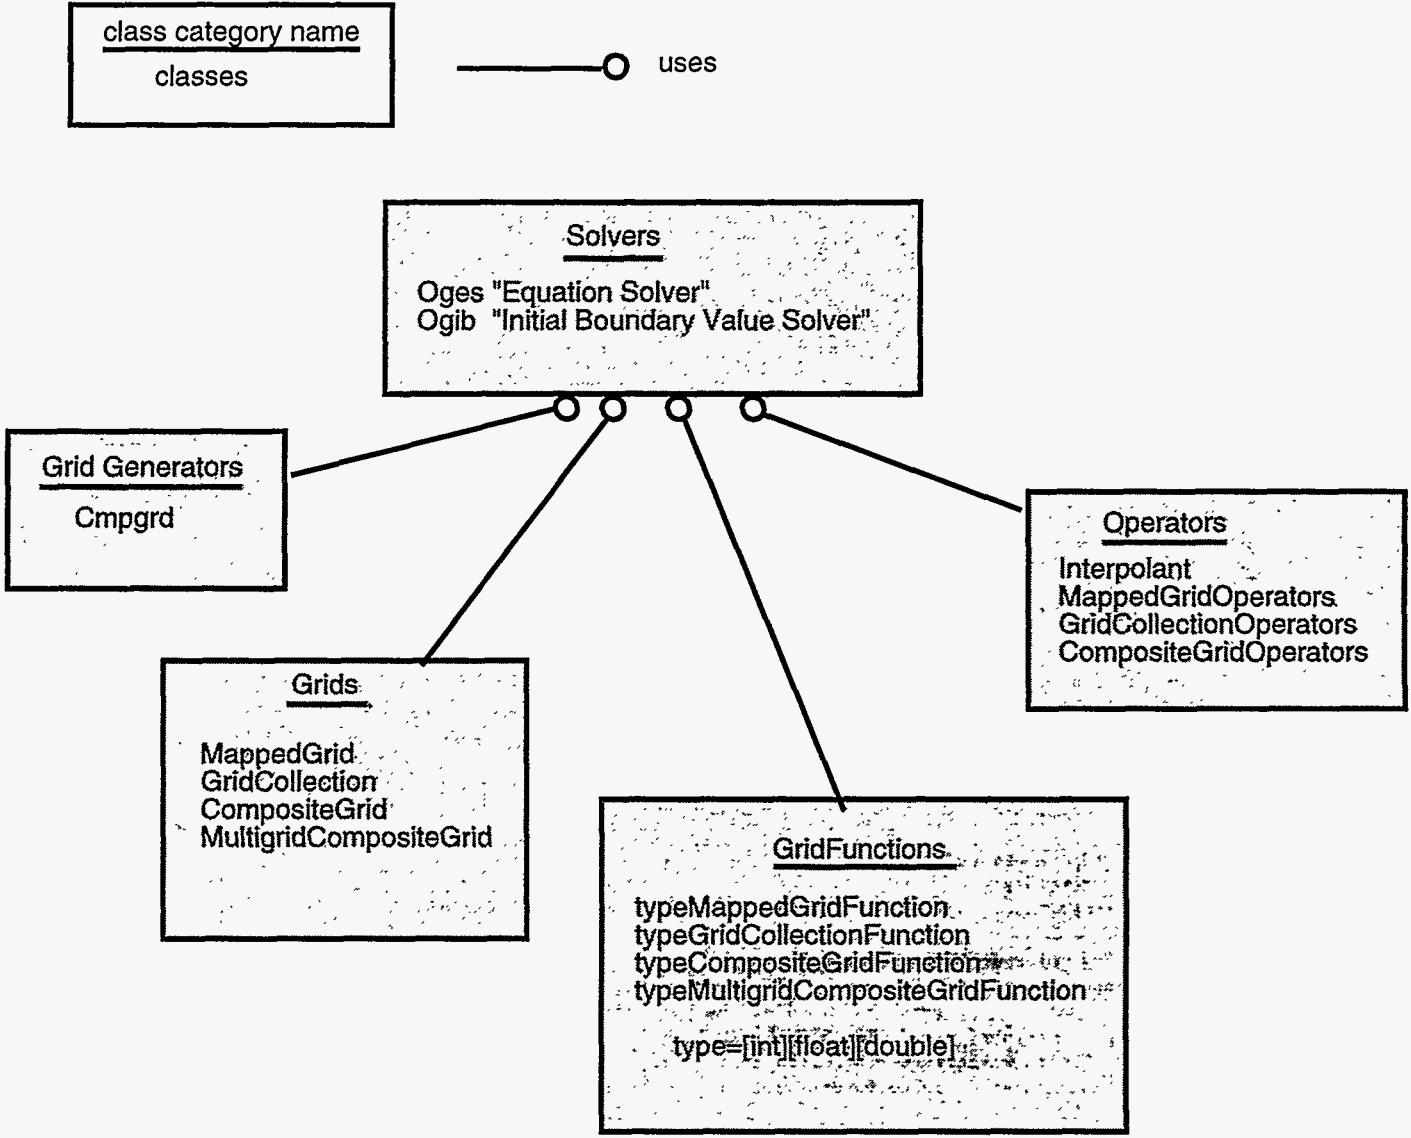 class category name
classes
uses
Solvers
Oges "Equation Solver"
Ogib "Initial Boundary Value Solver"
Grid Generators
Cmpgrd
Operators
Interpolant
MappedGridOperators
GridCollectionOperators
CompositeGridOperators
Grids
MappedGrid
GridCollection
CompositeGrid
MultigridCompositeGrid
GridFunctions
typeMappedGridFunction
typeGridCollectionFunction
typeCompositeGridFunction
typeMultigridCompositeGridFunction
type=[int][float][double]